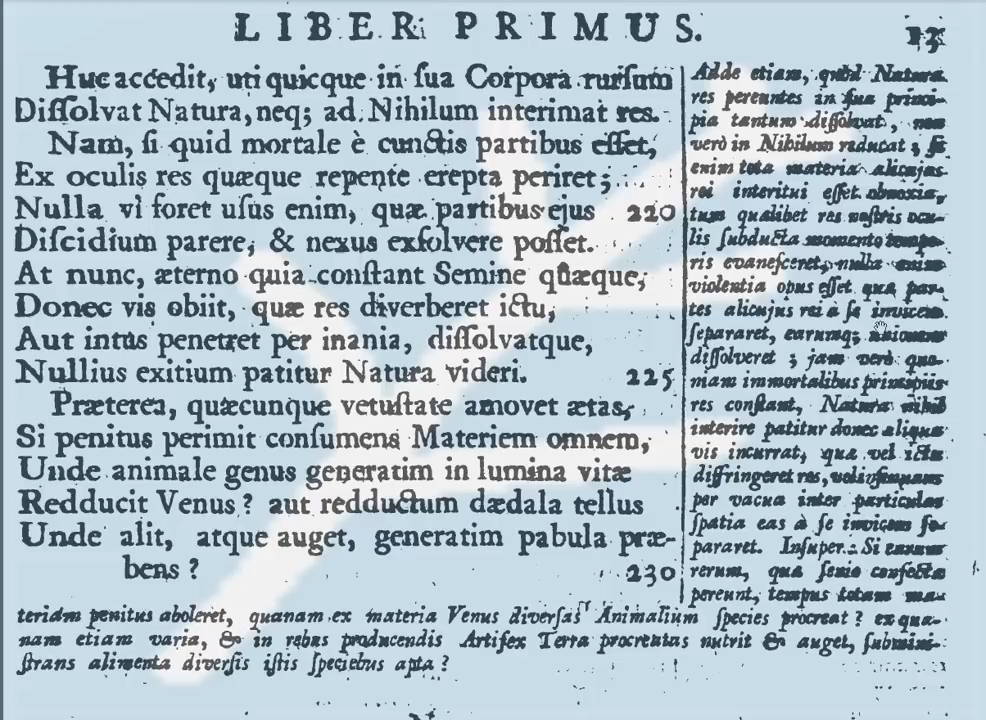 LIBER PRIMUS.
13
Huc accedit, uti quicque in ſua Corpora rurſum
Diſſolvat Natura, neq; ad Nihilum interimat res.
Nam, ſi quid mortale è cunctis partibus eſſet,
Ex oculis res quæque repente erepta periret;
Nulla vî foret uſus enim, quæ partibus ejus 220
Diſcidium parere, & nexus exſolvere poſſet.
At nunc, æterno quia conſtant Semine quæque,
Donec vis obiit, quæ res diverberet ictu,
Aut intus penetret per inania, diſſolvatque,
Nullius exitium patitur Natura videri. 225
Præterea, quæcunque vetuſtate amovet ætas,
Si penitus perimit conſumens Materiem omnem,
Unde animale genus generatim in lumina vitæ
Redducit Venus? aut redductum dædala tellus
Unde alit, atque auget, generatim pabula præ-
bens? 230
Adde etiam, quòd Natura
res pereuntes in ſua princi-
pia tantum diſſolvat, non
verò in Nihilum reducat; ſi
enim tota materia alicujus
rei interitui eſſet obnoxia,
tum quælibet res noſtris ocu-
lis ſubducta momento tempo-
ris evaneſceret, nulla enim
violentia opus eſſet quæ par-
tes alicujus rei a ſe invicem
ſepararet, earumq; unionem
diſſolveret; jam verò quo-
niam immortalibus principiis
res conſtant, Natura nihil
interire patitur donec aliqua
vis incurrat, quæ vel ictu
diffringeret res, vel
per vacua inter particulas
ſpatia eas à ſe invicem ſe-
pararet. Inſuper: Si
rerum, quæ ſenio confecta
pereunt, tempus totam ma-
teriam penitus aboleret, quanam ex materia Venus diverſas Animalium ſpecies procreat? ex qua-
nam etiam varia, & in rebus producendis Artifex Terra procreatas nutrit & auget, ſubmini-
ſtrans alimenta diverſis iſtis ſpeciebus apta?